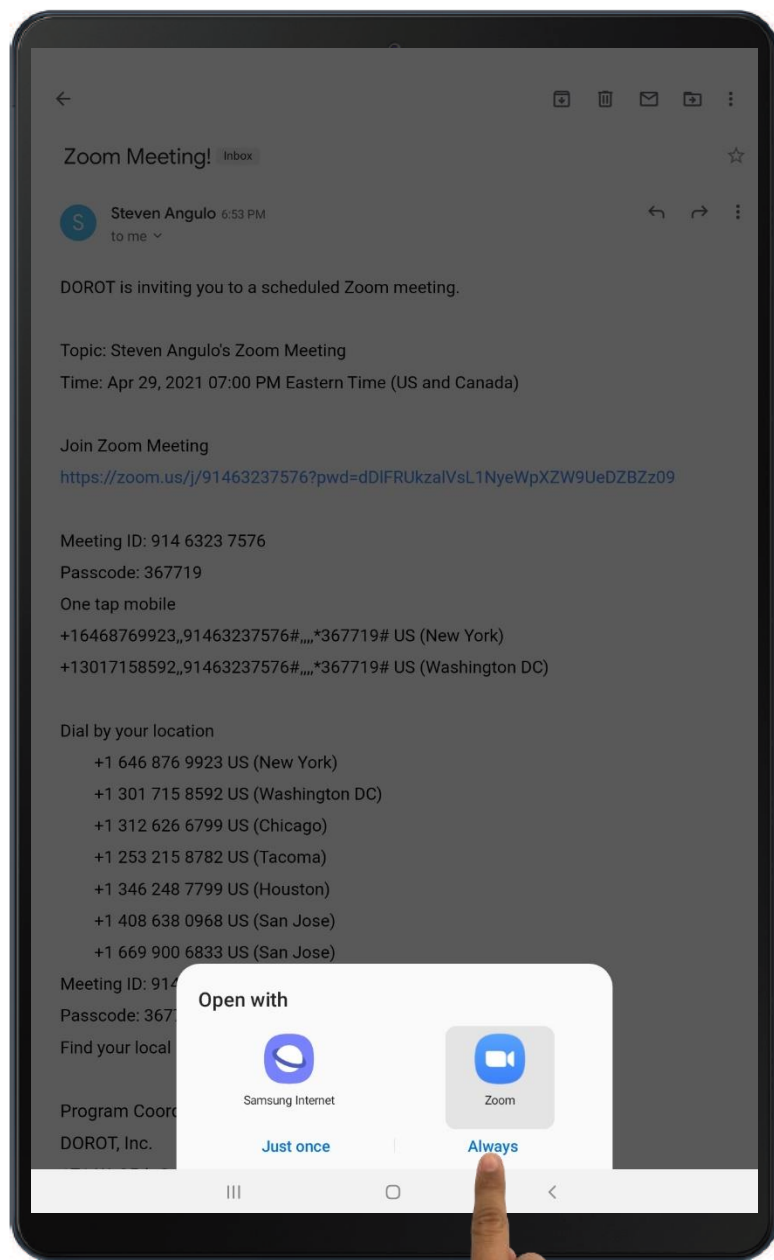 Zoom Meeting! Inbox
S
Steven Angulo 6:53 PM
to me
DOROT is inviting you to a scheduled Zoom meeting.
Topic: Steven Angulo's Zoom Meeting
Time: Apr 29, 2021 07:00 PM Eastern Time (US and Canada)
Join Zoom Meeting
https://zoom.us/j/91463237576?pwd=dDlFRUkzalVsL1NyeWpXZW9UeDZBZz09
Meeting ID: 914 6323 7576
Passcode: 367719
One tap mobile
+16468769923,,91463237576#,,,,*367719# US (New York)
+13017158592,,91463237576#,,,,*367719# US (Washington DC)
Dial by your location
+1 646 876 9923 US (New York)
+1 301 715 8592 US (Washington DC)
+1 312 626 6799 US (Chicago)
+1 253 215 8782 US (Tacoma)
+1 346 248 7799 US (Houston)
+1 408 638 0968 US (San Jose)
+1 669 900 6833 US (San Jose)
Meeting ID: 914
Passcode: 367
Find your local
Program Coord
DOROT, Inc.
Open with
Samsung Internet
Zoom
Just once
Always